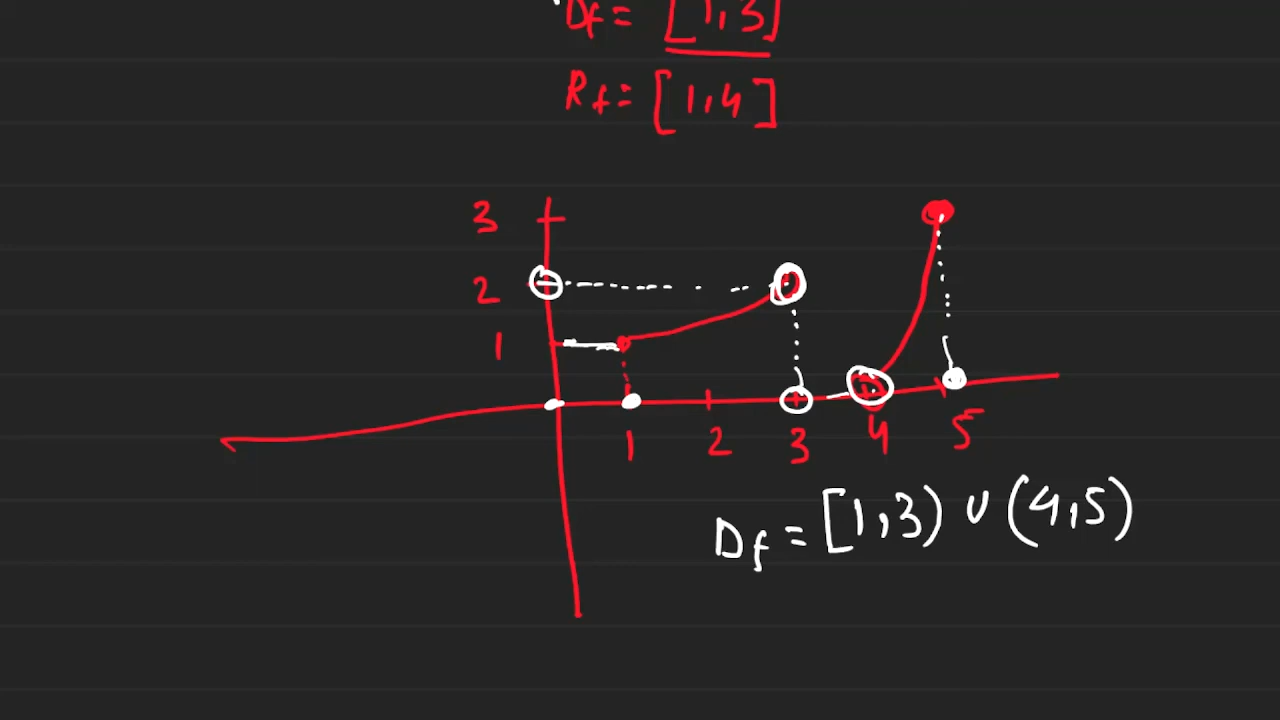 Df = [1,3]
Rf = [1,4]
3
2
1
1 2 3 4 5
Df = [1,3) ∪ (4,5)